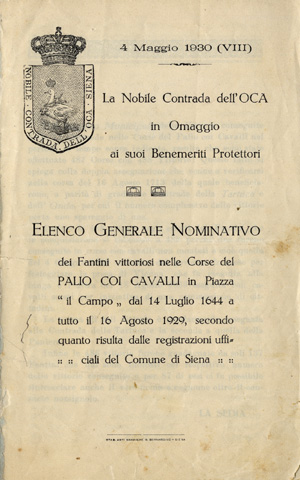 NOBILE CONTRADA DELL'OCA SIENA
4 Maggio 1930 (VIII)
La Nobile Contrada dell'OCA
in Omaggio
ai suoi Benemeriti Protettori
ELENCO GENERALE NOMINATIVO
dei Fantini vittoriosi nelle Corse del
PALIO COI CAVALLI in Piazza
“ il Campo „ dal 14 Luglio 1644 a
tutto il 16 Agosto 1929, secondo
quanto risulta dalle registrazioni uffi=
:: :: ciali del Comune di Siena :: ::